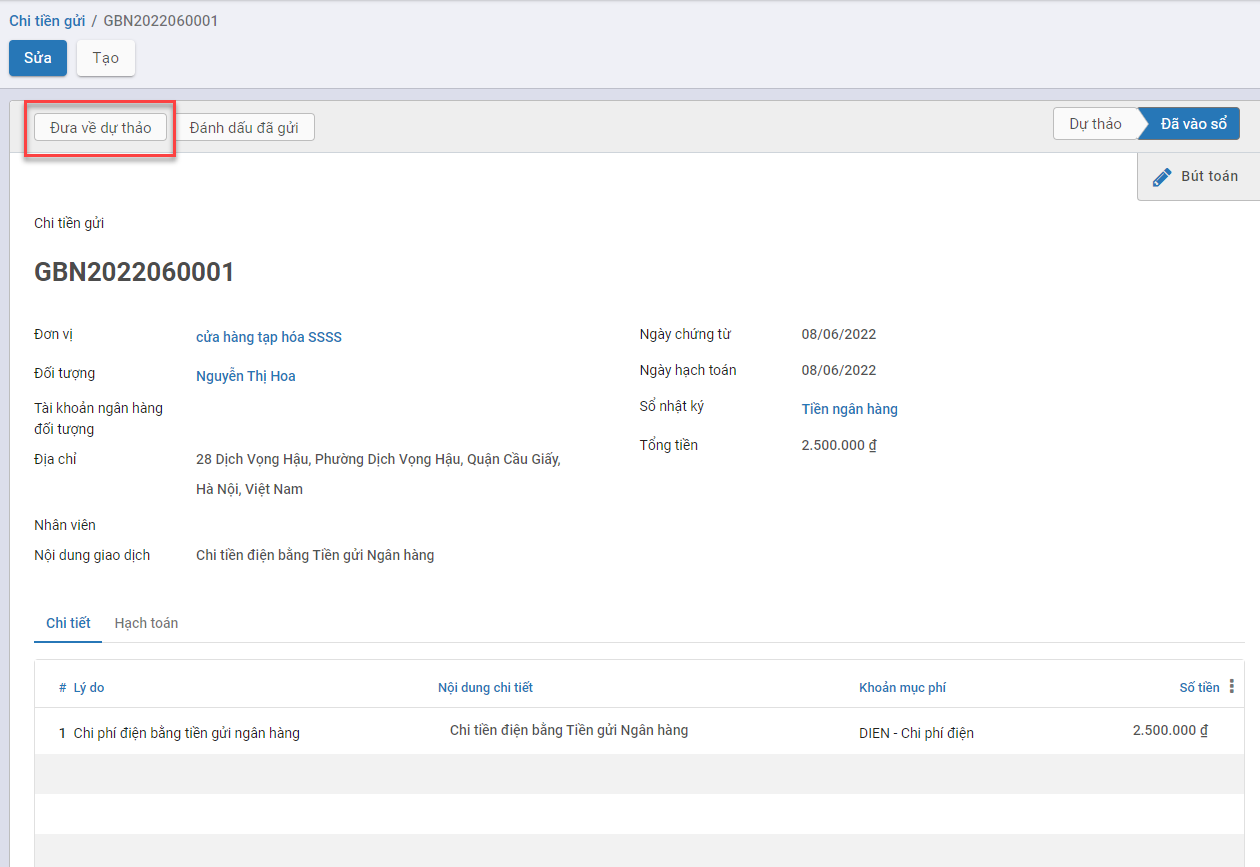 Chi tiền gửi / GBN2022060001
Sửa Tạo
Đưa về dự thảo Đánh dấu đã gửi Dự thảo Đã vào sổ
Bút toán
Chi tiền gửi
GBN2022060001
Đơn vị cửa hàng tạp hóa SSSS
Đối tượng Nguyễn Thị Hoa
Tài khoản ngân hàng
đối tượng
Địa chỉ 28 Dịch Vọng Hậu, Phường Dịch Vọng Hậu, Quận Cầu Giấy,
Hà Nội, Việt Nam
Nhân viên
Nội dung giao dịch Chi tiền điện bằng Tiền gửi Ngân hàng
Ngày chứng từ 08/06/2022
Ngày hạch toán 08/06/2022
Sổ nhật ký Tiền ngân hàng
Tổng tiền 2.500.000 ₫
Chi tiết Hạch toán
# Lý do Nội dung chi tiết Khoản mục phí Số tiền
1 Chi phí điện bằng tiền gửi ngân hàng Chi tiền điện bằng Tiền gửi Ngân hàng DIEN - Chi phí điện 2.500.000 ₫